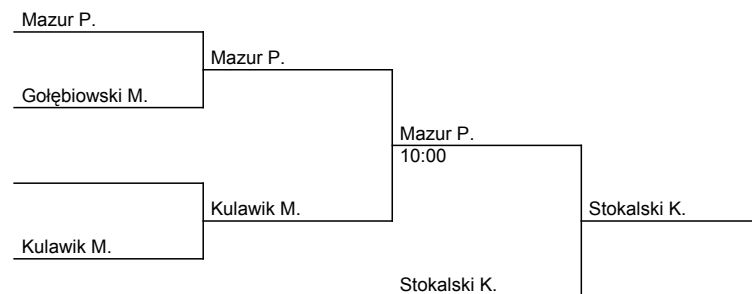 Mazur P.
Mazur P.
Gołębiowski M.
Mazur P.
10:00
Kulawik M.
Stokalski K.
Kulawik M.
Stokalski K.